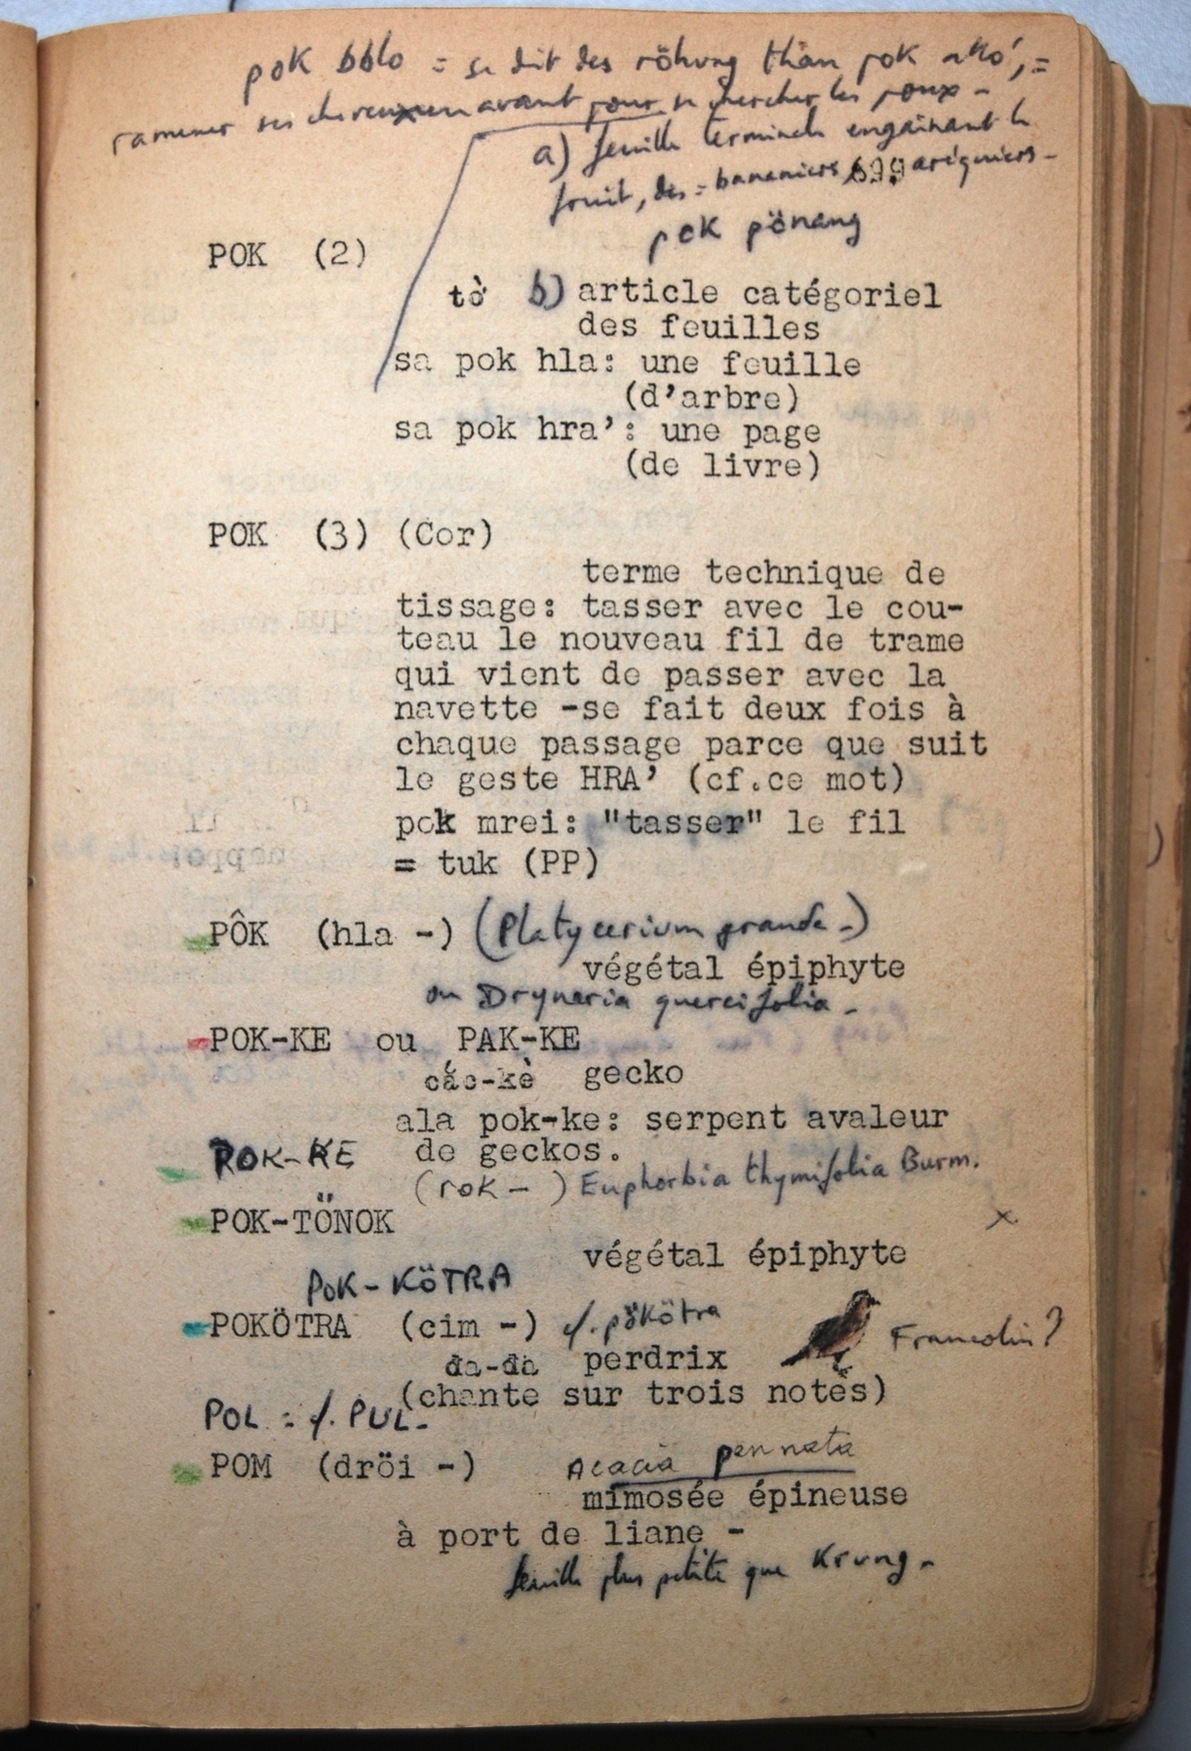 pok bblo = se dit des röhung than pok akó, =
ramener ses cheveux en avant pour se chercher les poux -
a) feuille terminale engainant le
fruit, des = bananiers, 699 aréquiers -
pok pönang
POK (2)
tờ b) article catégoriel
des feuilles
sa pok hla: une feuille
(d'arbre)
sa pok hra': une page
(de livre)
POK (3) (Cor)
terme technique de
tissage: tasser avec le cou-
teau le nouveau fil de trame
qui vient de passer avec la
navette -se fait deux fois à
chaque passage parce que suit
le geste HRA' (cf.ce mot)
pok mrei: "tasser" le fil
= tuk (PP)
PÔK (hla -) (Platycerium grande -)
végétal épiphyte
ou Drynaria quercifolia -
POK-KE ou PAK-KE
các-kè gecko
ala pok-ke: serpent avaleur
de geckos.
POK-KE
(rok - ) Euphorbia thymifolia Burm.
POK-TÖNOK
végétal épiphyte
POK-KÖTRA
POKÖTRA (cim -) cf. pökötra
đa-đà perdrix Francolin?
(chante sur trois notes)
POL = cf. PUL -
POM (dröi -) Acacia pennata
mimosée épineuse
à port de liane -
feuille plus petite que Krung -